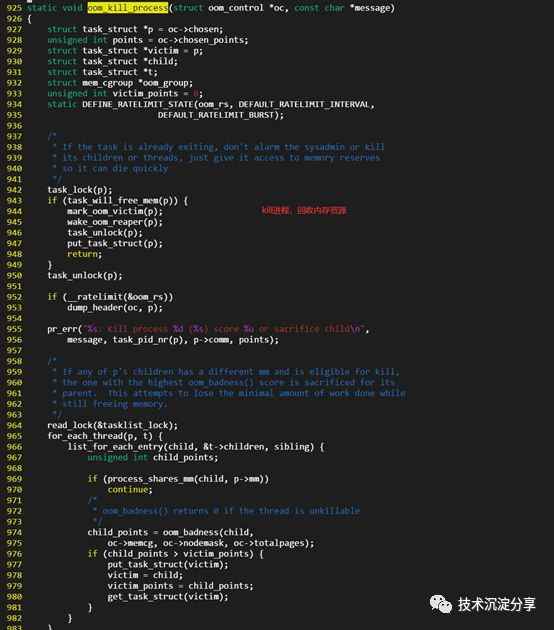 925 static void oom_kill_process(struct oom_control *oc, const char *message)
926 {
927 struct task_struct *p = oc->chosen;
928 unsigned int points = oc->chosen_points;
929 struct task_struct *victim = p;
930 struct task_struct *child;
931 struct task_struct *t;
932 struct mem_cgroup *oom_group;
933 unsigned int victim_points = 0;
934 static DEFINE_RATELIMIT_STATE(oom_rs, DEFAULT_RATELIMIT_INTERVAL,
935 DEFAULT_RATELIMIT_BURST);
936
937 /*
938 * If the task is already exiting, don't alarm the sysadmin or kill
939 * its children or threads, just give it access to memory reserves
940 * so it can die quickly
941 */
942 task_lock(p);
943 if (task_will_free_mem(p)) {
944 mark_oom_victim(p); kill进程，回收内存资源
945 wake_oom_reaper(p);
946 task_unlock(p);
947 put_task_struct(p);
948 return;
949 }
950 task_unlock(p);
951
952 if (__ratelimit(&oom_rs))
953 dump_header(oc, p);
954
955 pr_err("%s: Kill process %d (%s) score %u or sacrifice child\n",
956 message, task_pid_nr(p), p->comm, points);
957
958 /*
959 * If any of p's children has a different mm and is eligible for kill,
960 * the one with the highest oom_badness() score is sacrificed for its
961 * parent. This attempts to lose the minimal amount of work done while
962 * still freeing memory.
963 */
964 read_lock(&tasklist_lock);
965 for_each_thread(p, t) {
966 list_for_each_entry(child, &t->children, sibling) {
967 unsigned int child_points;
968
969 if (process_shares_mm(child, p->mm))
970 continue;
971 /*
972 * oom_badness() returns 0 if the thread is unkillable
973 */
974 child_points = oom_badness(child,
975 oc->memcg, oc->nodemask, oc->totalpages);
976 if (child_points > victim_points) {
977 put_task_struct(victim);
978 victim = child;
979 victim_points = child_points;
980 get_task_struct(victim);
981 }
982 }
983 }
技术沉淀分享